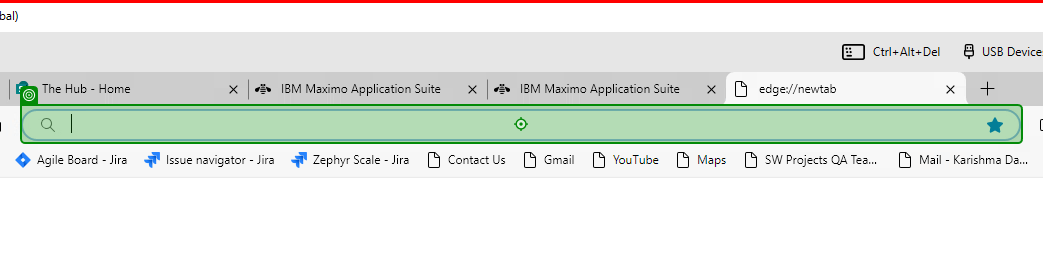 bal)
Ctrl+Alt+Del USB Device
The Hub - Home IBM Maximo Application Suite IBM Maximo Application Suite edge://newtab
Agile Board - Jira Issue navigator - Jira Zephyr Scale - Jira Contact Us Gmail YouTube Maps SW Projects QA Tea... Mail - Karishma Da...